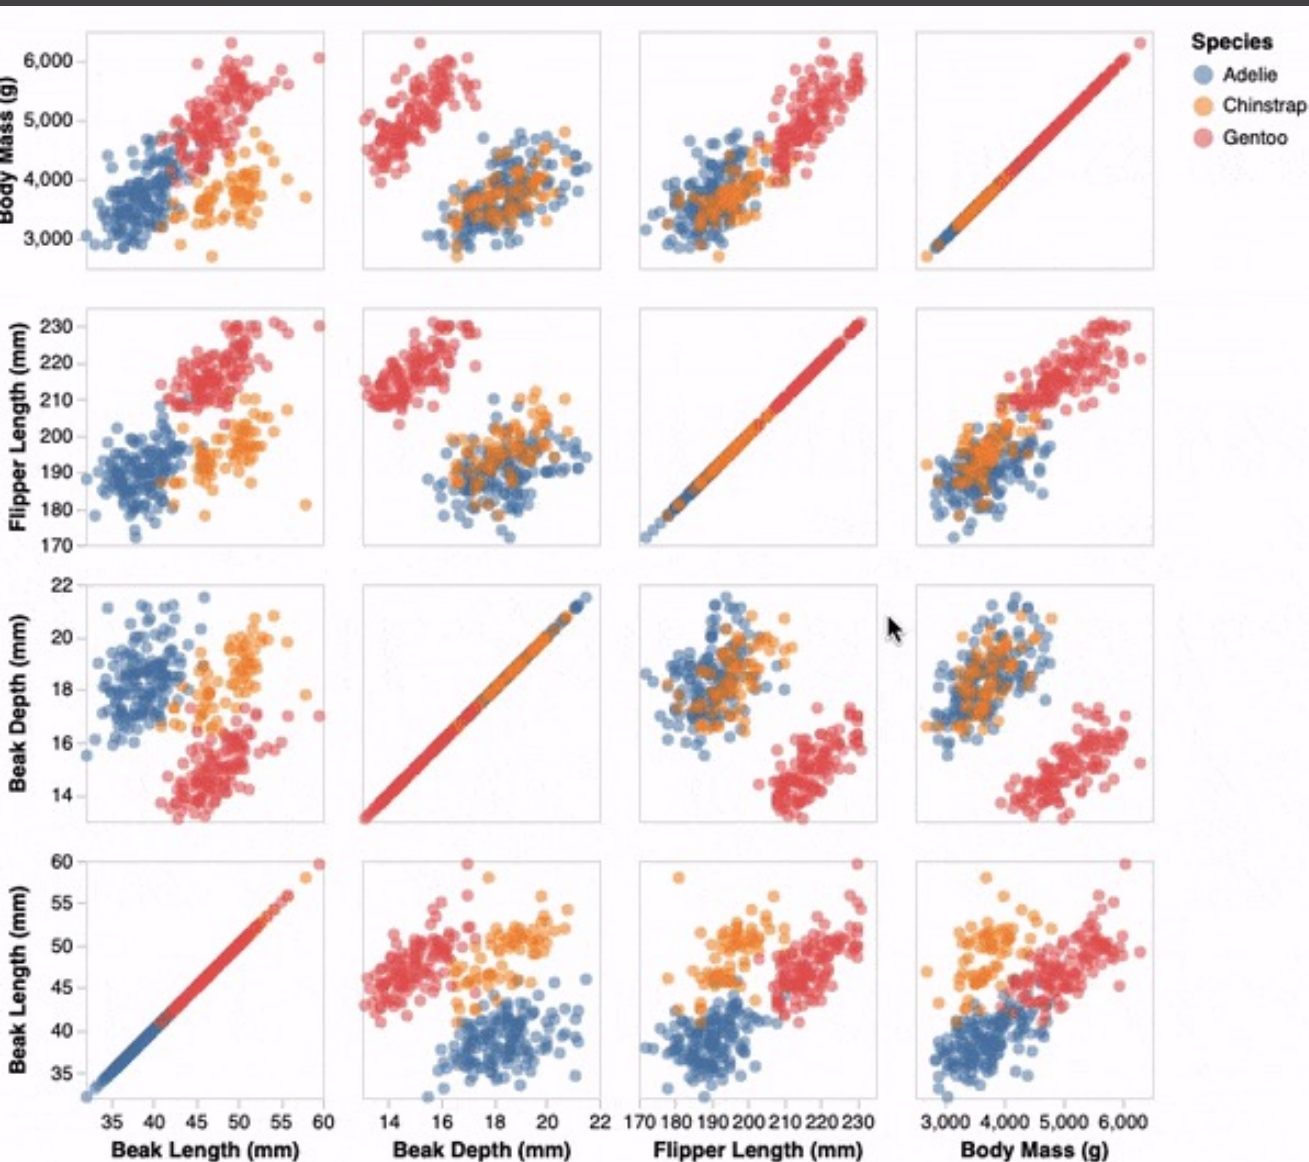 Species
Adelie
Chinstrap
Gentoo
Body Mass (g)
6,000
5,000
4,000
3,000
Flipper Length (mm)
230
220
210
200
190
180
170
Beak Depth (mm)
22
20
18
16
14
Beak Length (mm)
60
55
50
45
40
35
35 40 45 50 55 60
14 16 18 20 22
170 180 190 200 210 220 230
3,000 4,000 5,000 6,000
Beak Length (mm)
Beak Depth (mm)
Flipper Length (mm)
Body Mass (g)